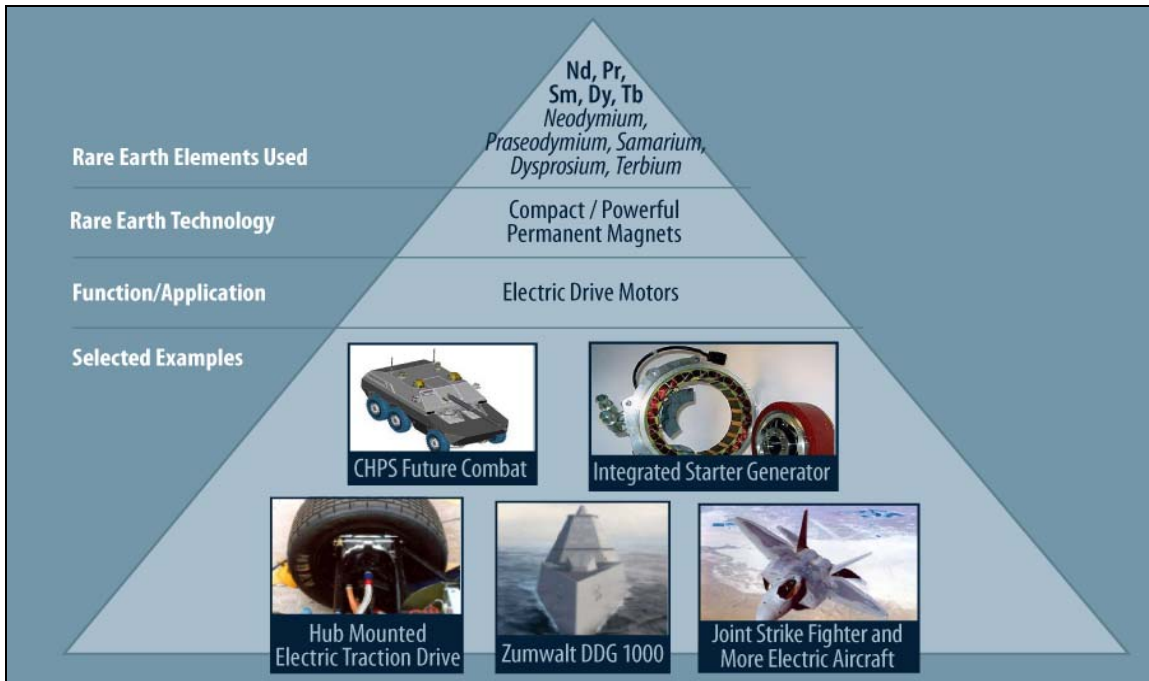 Nd, Pr,
Sm, Dy, Tb
Neodymium,
Praseodymium, Samarium,
Dysprosium, Terbium
Rare Earth Elements Used
Rare Earth Technology
Compact / Powerful
Permanent Magnets
Function/Application
Electric Drive Motors
Selected Examples
CHPS Future Combat
Integrated Starter Generator
Hub Mounted
Electric Traction Drive
Zumwalt DDG 1000
Joint Strike Fighter and
More Electric Aircraft